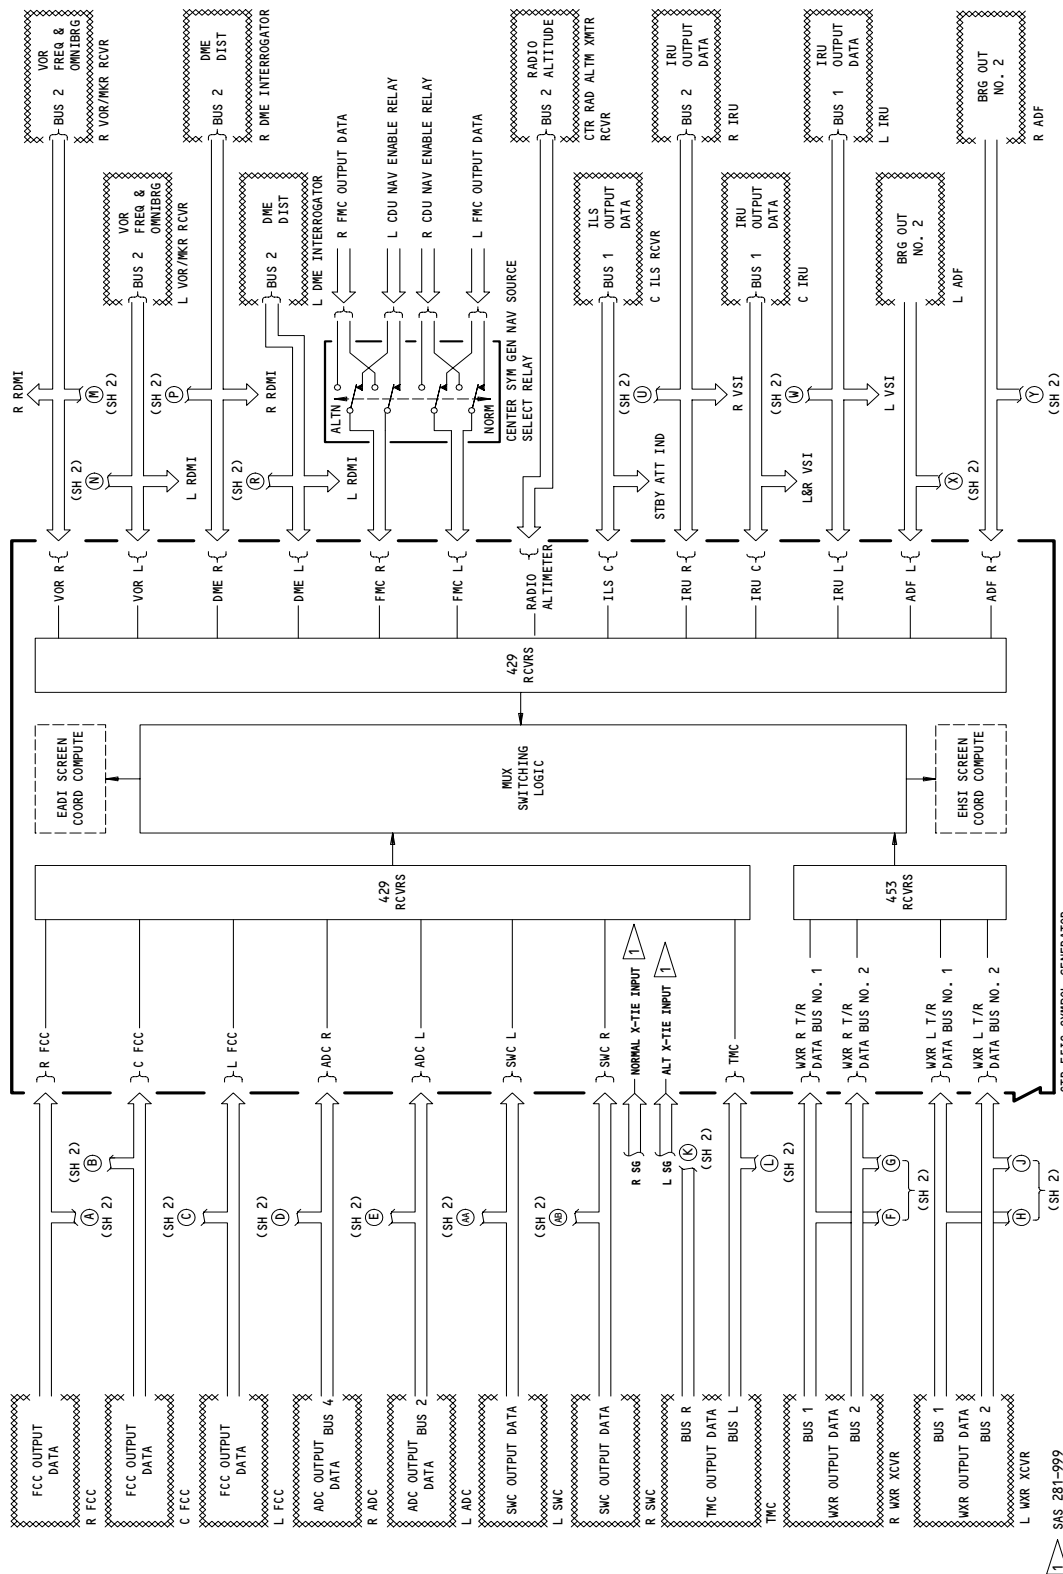 FCC OUTPUT
DATA
R FCC
FCC OUTPUT
DATA
C FCC
FCC OUTPUT
DATA
L FCC
ADC OUTPUT
DATA
BUS 4
R ADC
ADC OUTPUT
DATA
BUS 2
L ADC
SWC OUTPUT DATA
L SWC
SWC OUTPUT DATA
R SWC
BUS R
TMC OUTPUT DATA
BUS L
TMC
BUS 1
WXR OUTPUT DATA
BUS 2
R WXR XCVR
BUS 1
WXR OUTPUT DATA
BUS 2
L WXR XCVR
A
(SH 2)
B
(SH 2)
C
(SH 2)
D
(SH 2)
E
(SH 2)
AA
(SH 2)
AB
(SH 2)
R SG
L SG
K
(SH 2)
L
(SH 2)
F
G
(SH 2)
H
J
(SH 2)
R FCC
C FCC
L FCC
ADC R
ADC L
SWC L
SWC R
NORMAL X-TIE INPUT
1
ALT X-TIE INPUT
1
TMC
WXR R T/R
DATA BUS NO. 1
WXR R T/R
DATA BUS NO. 2
WXR L T/R
DATA BUS NO. 1
WXR L T/R
DATA BUS NO. 2
429
RCVRS
453
RCVRS
EADI SCREEN
COORD COMPUTE
MUX
SWITCHING
LOGIC
EHSI SCREEN
COORD COMPUTE
429
RCVRS
VOR R
VOR L
DME R
DME L
FMC R
FMC L
RADIO
ALTIMETER
ILS C
IRU R
IRU C
IRU L
ADF L
ADF R
R RDMI
M
(SH 2)
(SH 2)
N
L RDMI
(SH 2)
P
R RDMI
(SH 2)
R
L RDMI
ALTN
NORM
CENTER SYM GEN NAV SOURCE
SELECT RELAY
STBY ATT IND
(SH 2)
U
R VSI
L&R VSI
(SH 2)
W
L VSI
X
(SH 2)
Y
(SH 2)
VOR
FREQ &
OMNIBRG
BUS 2
R VOR/MKR RCVR
VOR
FREQ &
OMNIBRG
BUS 2
L VOR/MKR RCVR
DME
DIST
BUS 2
R DME INTERROGATOR
DME
DIST
BUS 2
L DME INTERROGATOR
R FMC OUTPUT DATA
L CDU NAV ENABLE RELAY
R CDU NAV ENABLE RELAY
L FMC OUTPUT DATA
RADIO
ALTITUDE
BUS 2
CTR RAD ALTM XMTR
RCVR
ILS
OUTPUT
DATA
BUS 1
C ILS RCVR
IRU
OUTPUT
DATA
BUS 2
R IRU
IRU
OUTPUT
DATA
BUS 1
C IRU
IRU
OUTPUT
DATA
BUS 1
L IRU
BRG OUT
NO. 2
L ADF
BRG OUT
NO. 2
R ADF
1
SAS 281-999